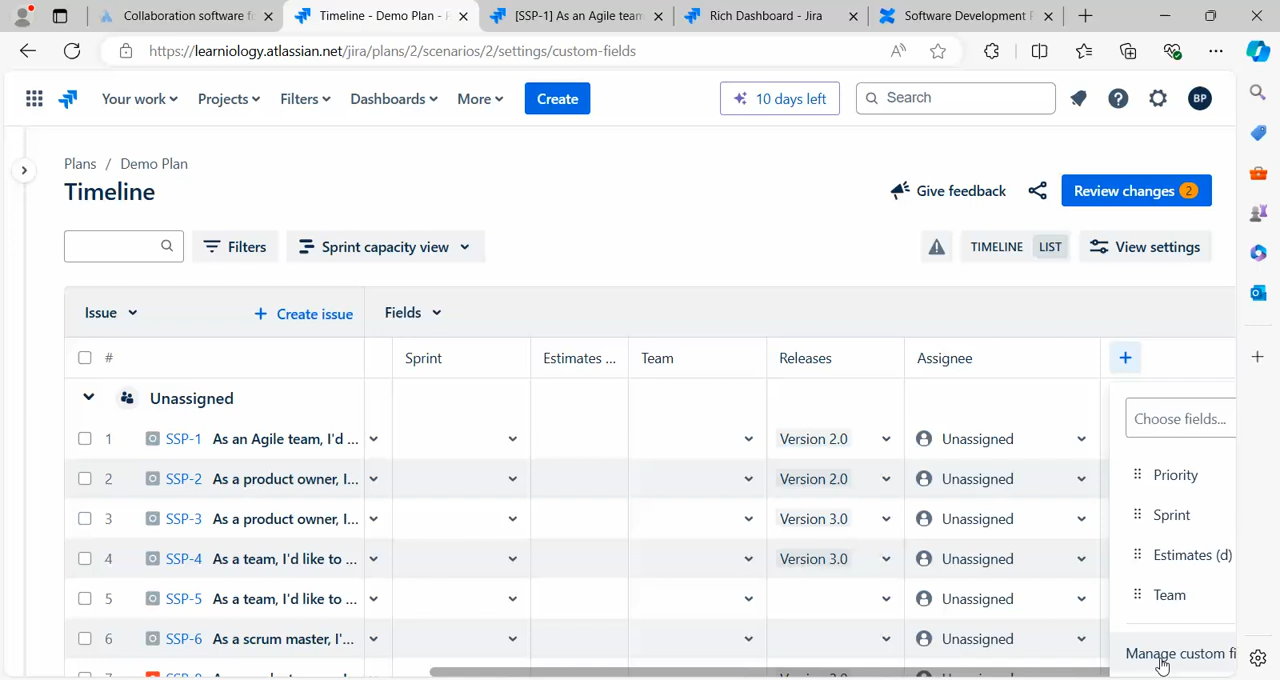 Collaboration software f
Timeline - Demo Plan -
[SSP-1] As an Agile team
Rich Dashboard - Jira
Software Development
https://learniology.atlassian.net/jira/plans/2/scenarios/2/settings/custom-fields
Your work
Projects
Filters
Dashboards
More
Create
10 days left
Search
BP
Plans / Demo Plan
Timeline
Give feedback
Review changes 2
Filters
Sprint capacity view
TIMELINE
LIST
View settings
Issue
+ Create issue
Fields
# Sprint Estimates ... Team Releases Assignee +
Unassigned
Choose fields...
1 SSP-1 As an Agile team, I'd ... Version 2.0 Unassigned
Priority
2 SSP-2 As a product owner, I... Version 2.0 Unassigned
Sprint
3 SSP-3 As a product owner, I... Version 3.0 Unassigned
Estimates (d)
4 SSP-4 As a team, I'd like to ... Version 3.0 Unassigned
Team
5 SSP-5 As a team, I'd like to ... Unassigned
6 SSP-6 As a scrum master, I'... Unassigned
Manage custom fi